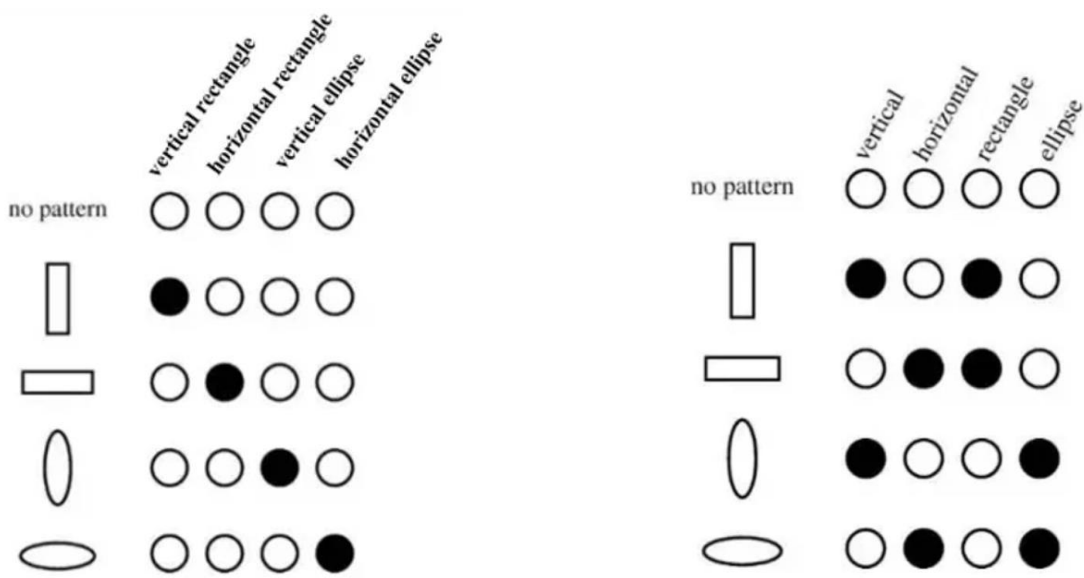 vertical rectangle
horizontal rectangle
vertical ellipse
horizontal ellipse
no pattern
vertical
horizontal
rectangle
ellipse
no pattern